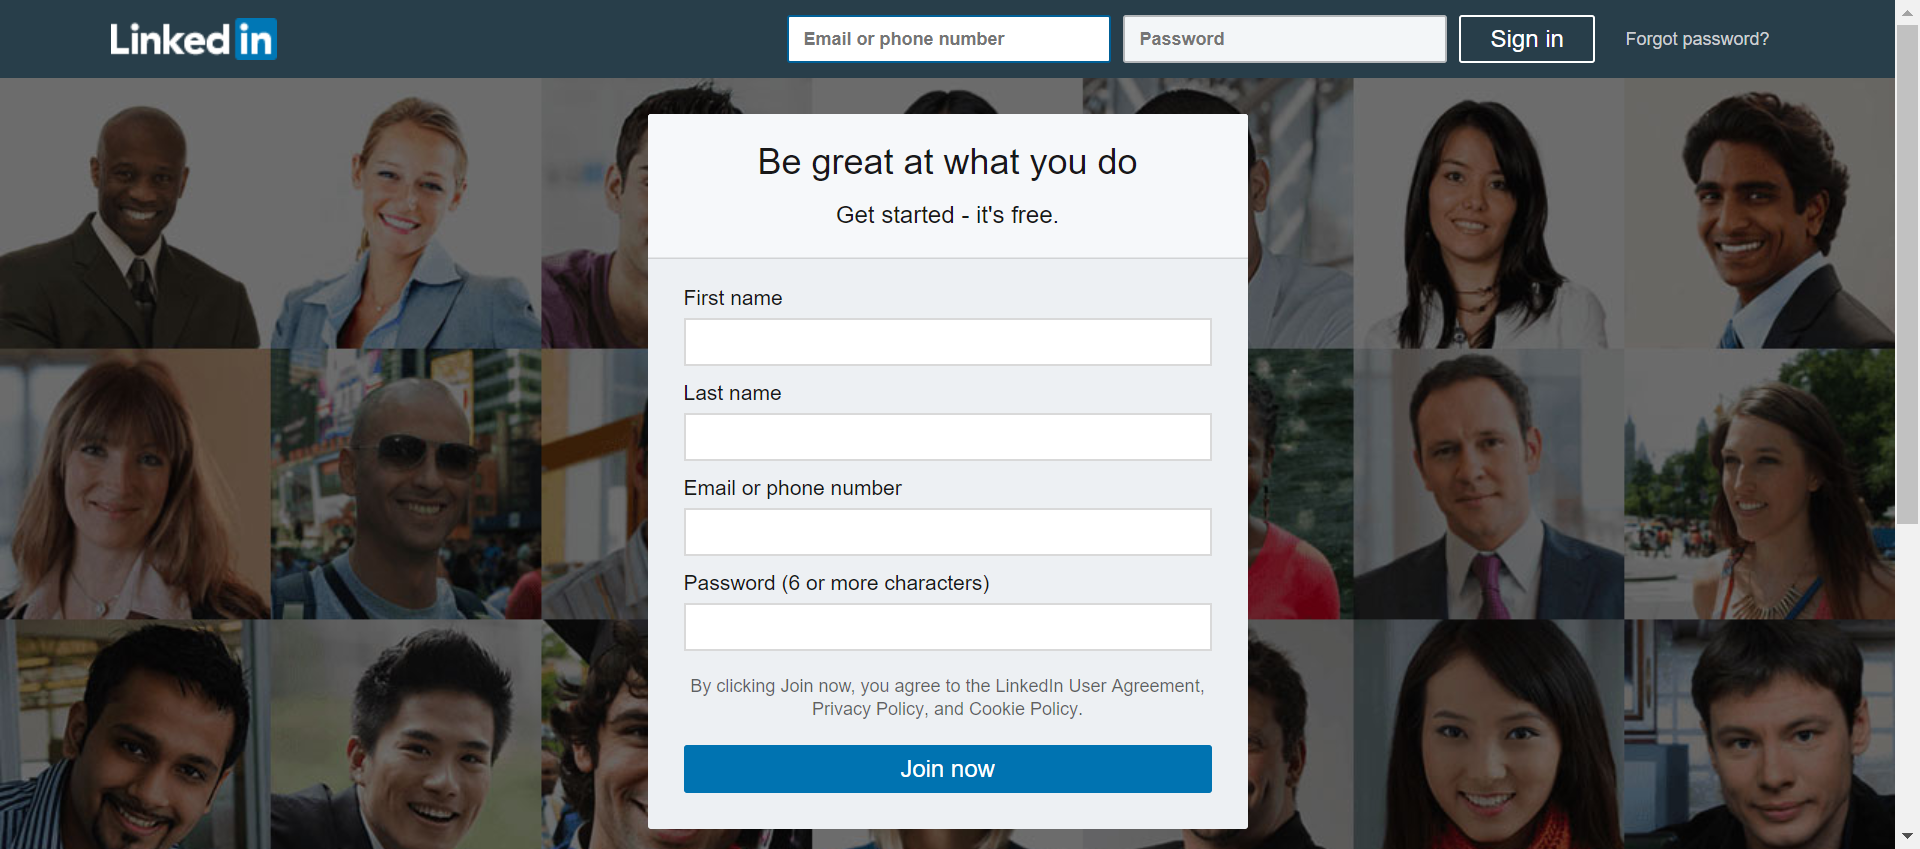 Linked in
Email or phone number
Password
Sign in
Forgot password?
Be great at what you do
Get started - it's free.
First name
Last name
Email or phone number
Password (6 or more characters)
By clicking Join now, you agree to the LinkedIn User Agreement,
Privacy Policy, and Cookie Policy.
Join now